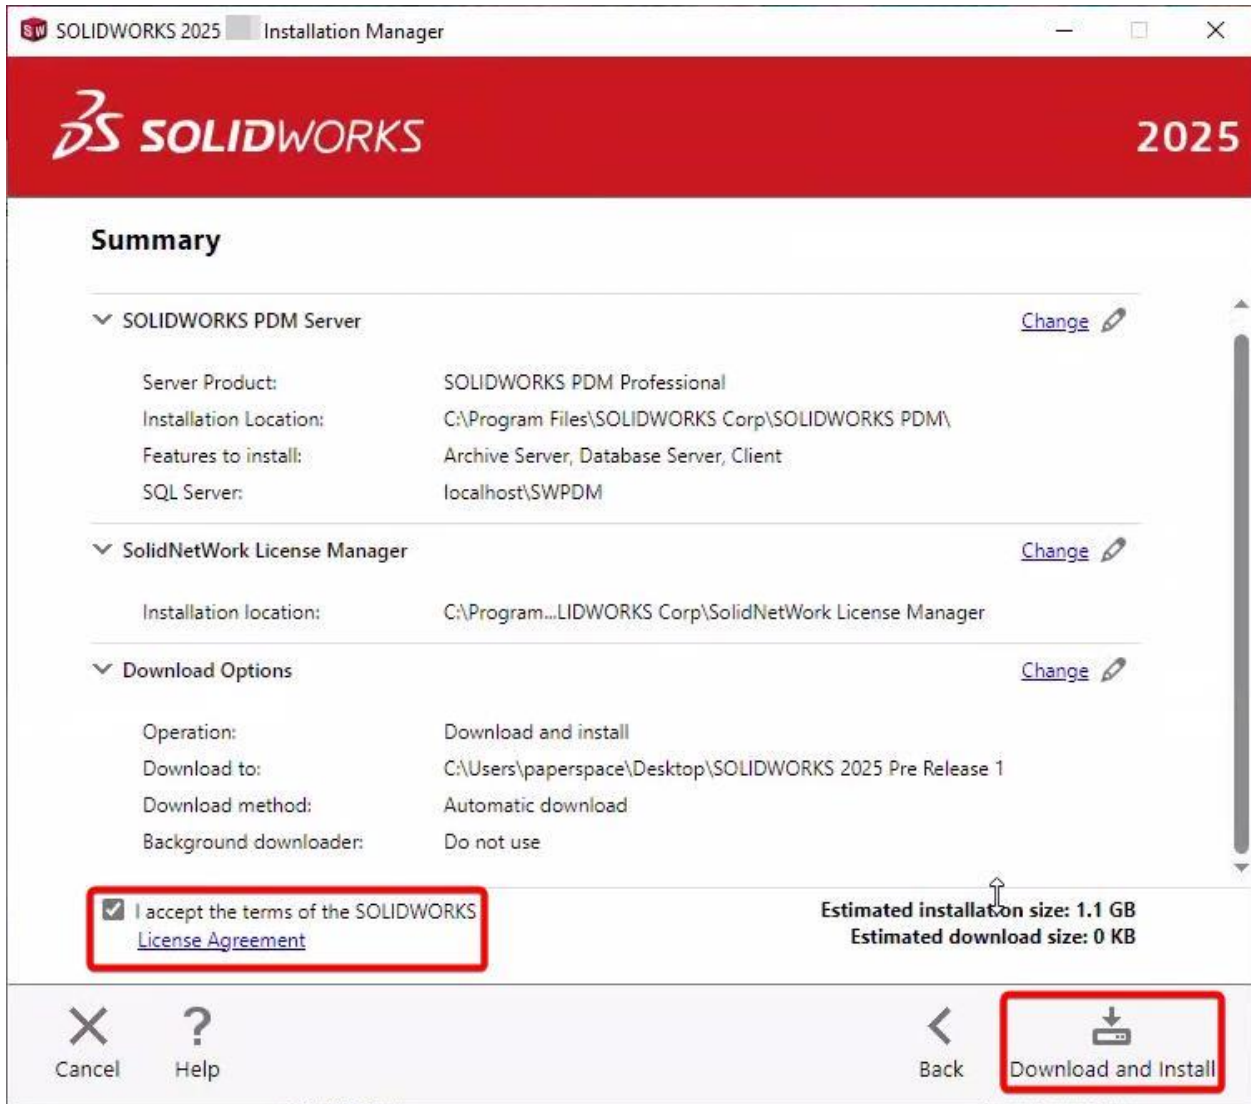 SOLIDWORKS 2025 Installation Manager
SOLIDWORKS 2025
Summary
SOLIDWORKS PDM Server Change
Server Product: SOLIDWORKS PDM Professional
Installation Location: C:\Program Files\SOLIDWORKS Corp\SOLIDWORKS PDM\
Features to install: Archive Server, Database Server, Client
SQL Server: localhost\SWPDM
SolidNetWork License Manager Change
Installation location: C:\Program...LIDWORKS Corp\SolidNetWork License Manager
Download Options Change
Operation: Download and install
Download to: C:\Users\paperspace\Desktop\SOLIDWORKS 2025 Pre Release 1
Download method: Automatic download
Background downloader: Do not use
I accept the terms of the SOLIDWORKS
License Agreement
Estimated installation size: 1.1 GB
Estimated download size: 0 KB
Cancel Help Back Download and Install